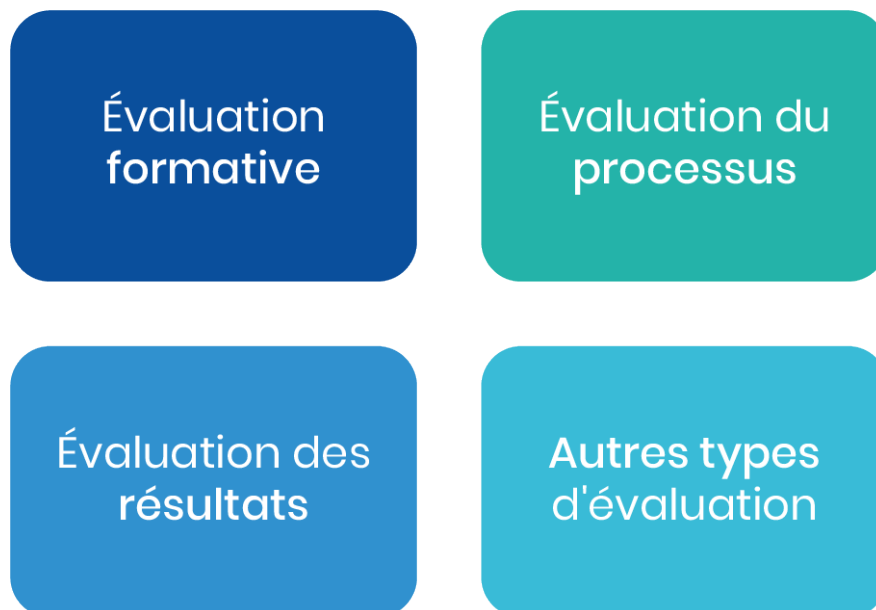 Évaluation
formative
Évaluation du
processus
Évaluation des
résultats
Autres types
d'évaluation